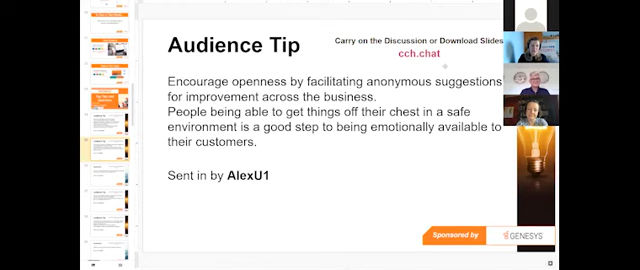 Audience Tip
Carry on the Discussion or Download Slides
cch.chat
Encourage openness by facilitating anonymous suggestions
for improvement across the business.
People being able to get things off their chest in a safe
environment is a good step to being emotionally available to
their customers.
Sent in by AlexU1
Sponsored by
GENESYS